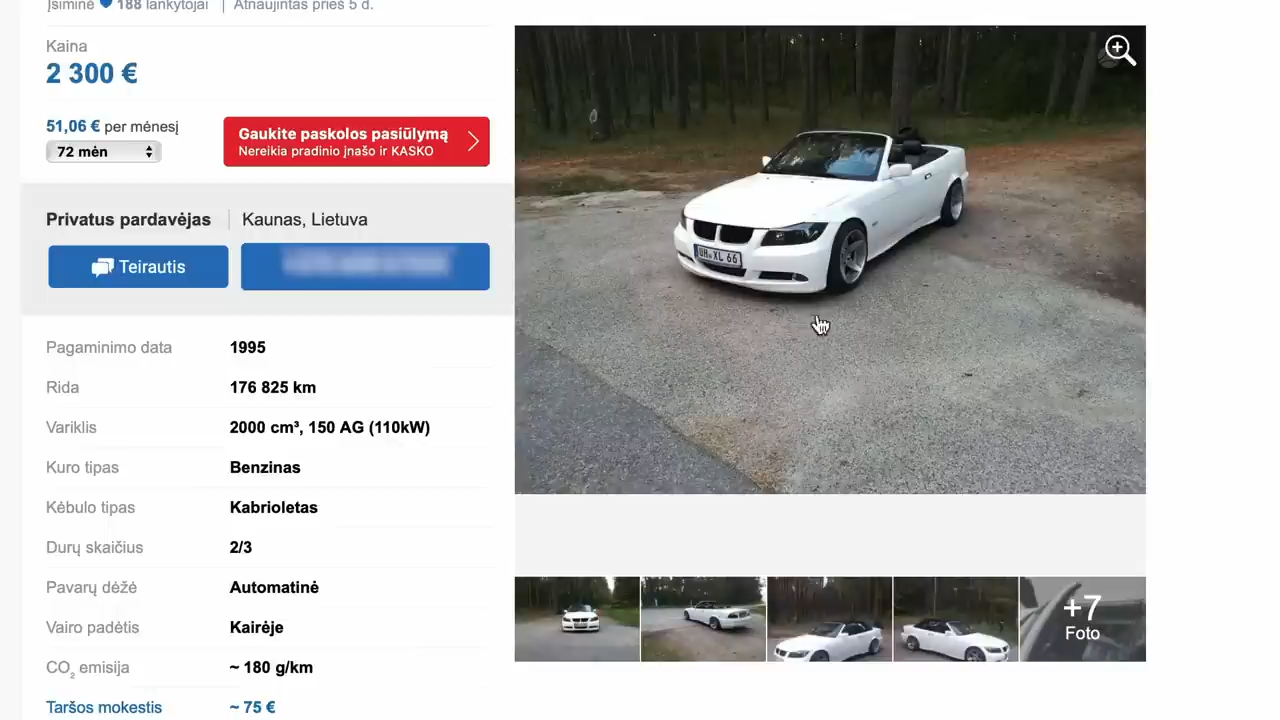 Įsiminė 188 lankytojai | Atnaujintas prieš 5 d.
Kaina
2 300 €
51,06 € per mėnesį
72 mėn
Gaukite paskolos pasiūlymą
Nereikia pradinio įnašo ir KASKO
Privatus pardavėjas | Kaunas, Lietuva
Teirautis
Pagaminimo data 1995
Rida 176 825 km
Variklis 2000 cm³, 150 AG (110kW)
Kuro tipas Benzinas
Kėbulo tipas Kabrioletas
Durų skaičius 2/3
Pavarų dėžė Automatinė
Vairo padėtis Kairėje
CO₂ emisija ~ 180 g/km
Taršos mokestis ~ 75 €
XL 66
+7
Foto